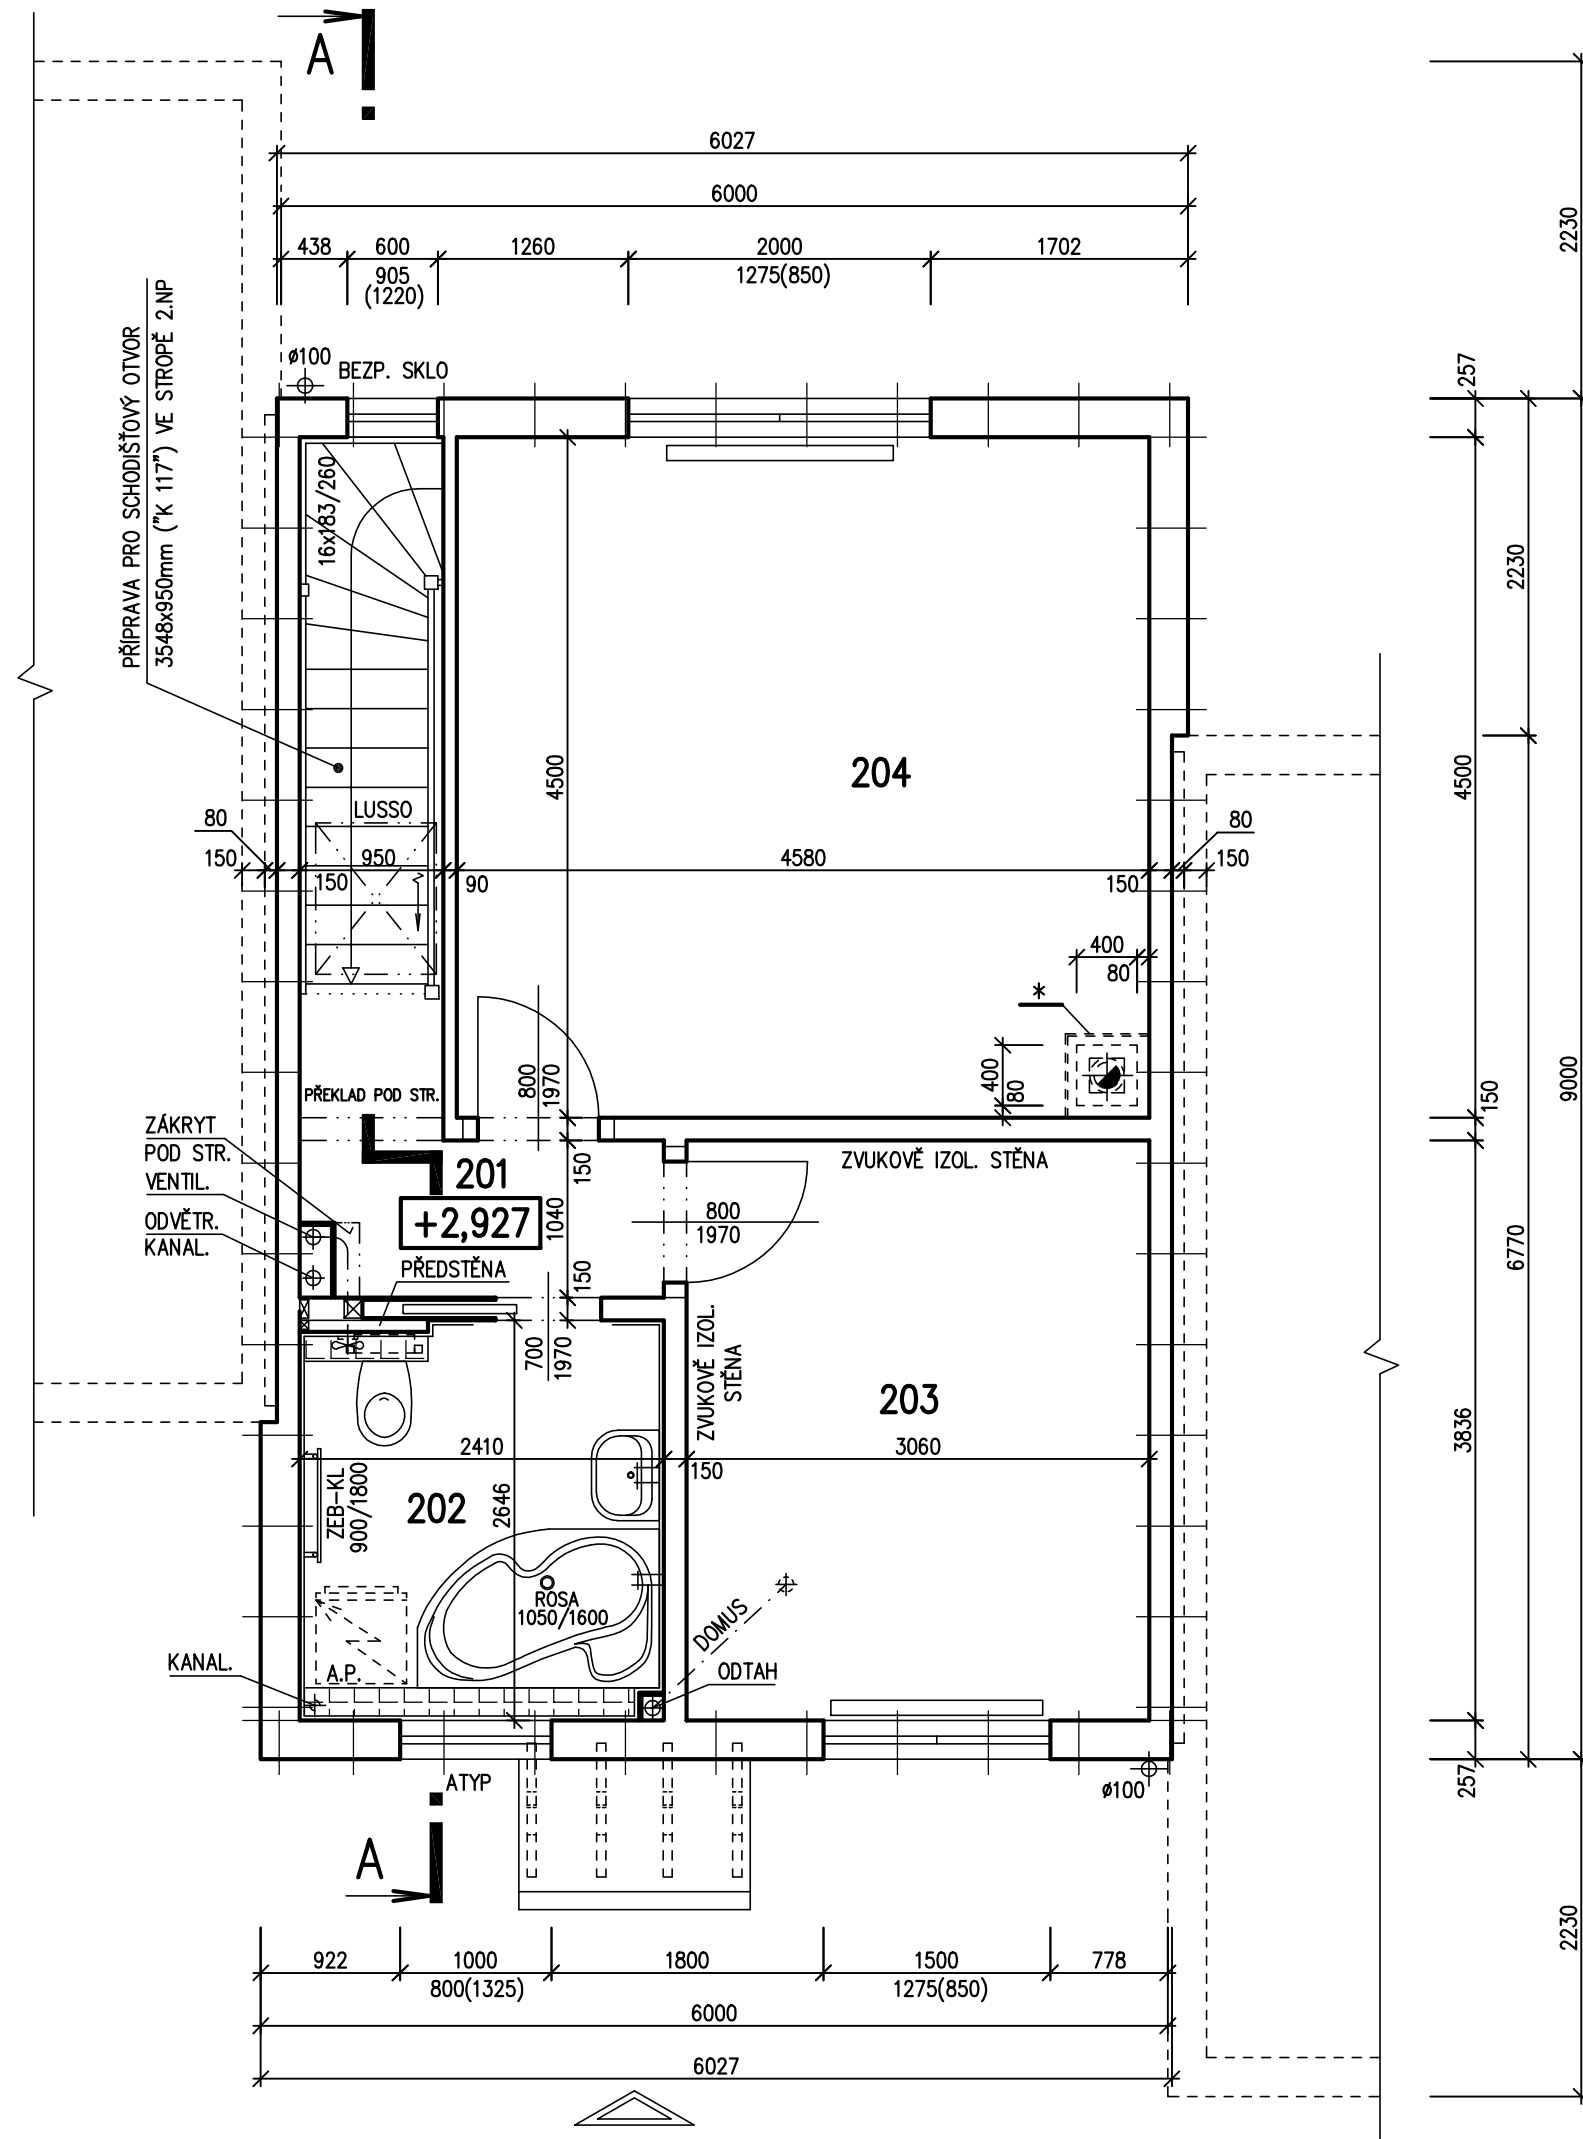 A
6027
6000
438
600
1260
2000
1702
905
(1220)
1275(850)
2230
PŘÍPRAVA PRO SCHODIŠŤOVÝ OTVOR
3548x950mm ("K 117") VE STROPĚ 2.NP
ø100
BEZP. SKLO
257
16x183/260
2230
4500
204
4500
LUSSO
80
150
950
150
90
4580
150
80
150
400
80
*
400
80
800
1970
150
9000
PŘEKLAD POD STR.
ZÁKRYT
POD STR.
VENTIL.
ODVĚTR.
KANAL.
201
+2,927
150
1040
150
ZVUKOVĚ IZOL. STĚNA
800
1970
6770
PŘEDSTĚNA
700
1970
ZVUKOVĚ IZOL.
STĚNA
203
3836
2410
3060
150
ZEB-KL
900/1800
202
2646
ROSA
1050/1600
DOMUS
KANAL.
A.P.
ODTAH
ATYP
ø100
257
A
2230
922
1000
1800
1500
778
800(1325)
1275(850)
6000
6027